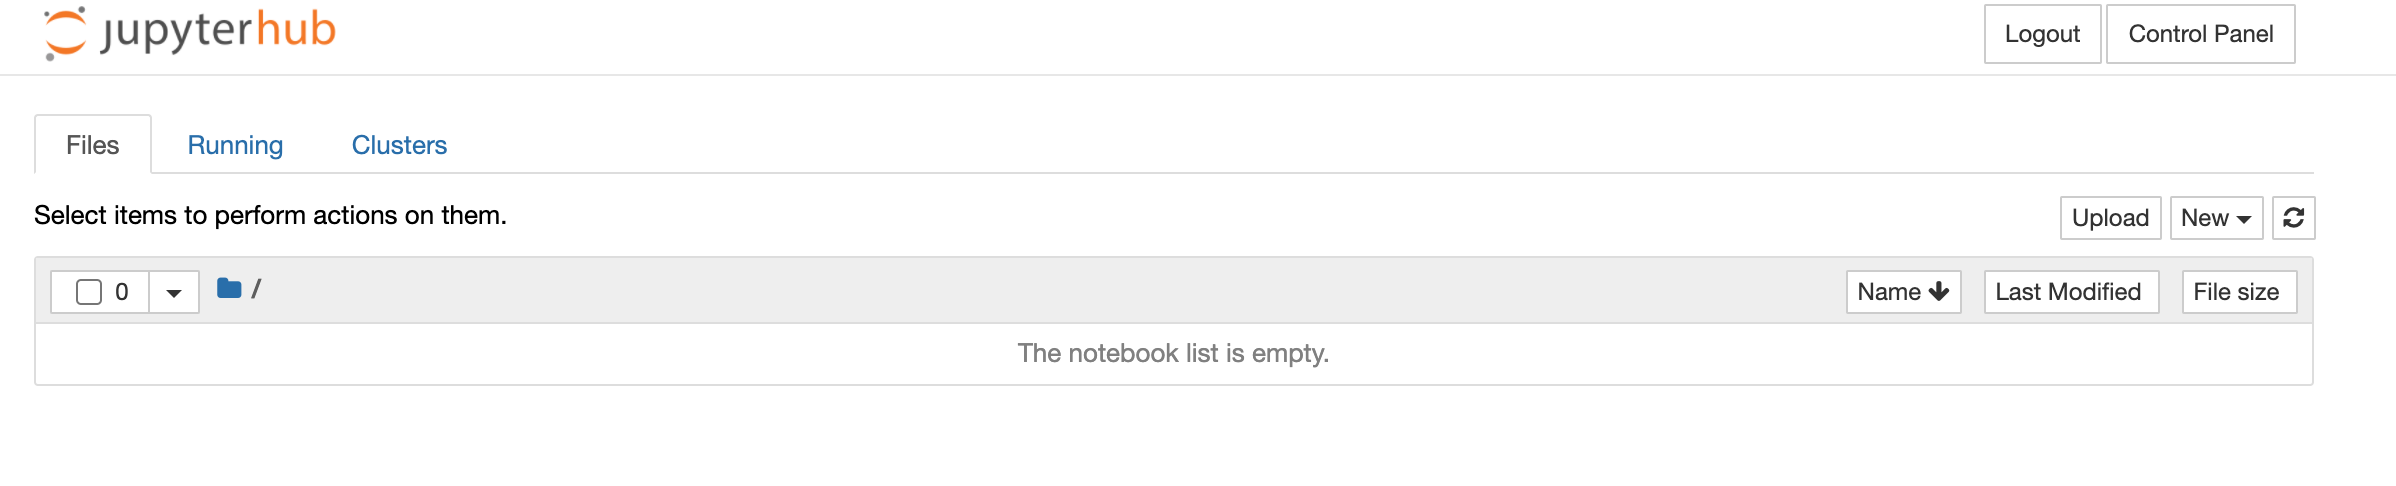 jupyterhub
Logout Control Panel
Files Running Clusters
Select items to perform actions on them.
Upload New
0 / Name Last Modified File size
The notebook list is empty.